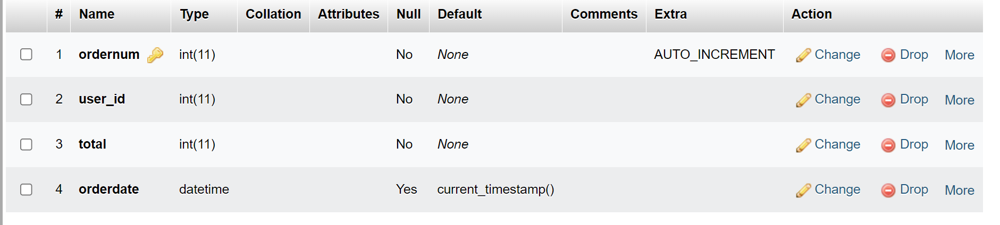 # Name Type Collation Attributes Null Default Comments Extra Action
1 ordernum int(11) No None AUTO_INCREMENT Change Drop More
2 user_id int(11) No None Change Drop More
3 total int(11) No None Change Drop More
4 orderdate datetime Yes current_timestamp() Change Drop More